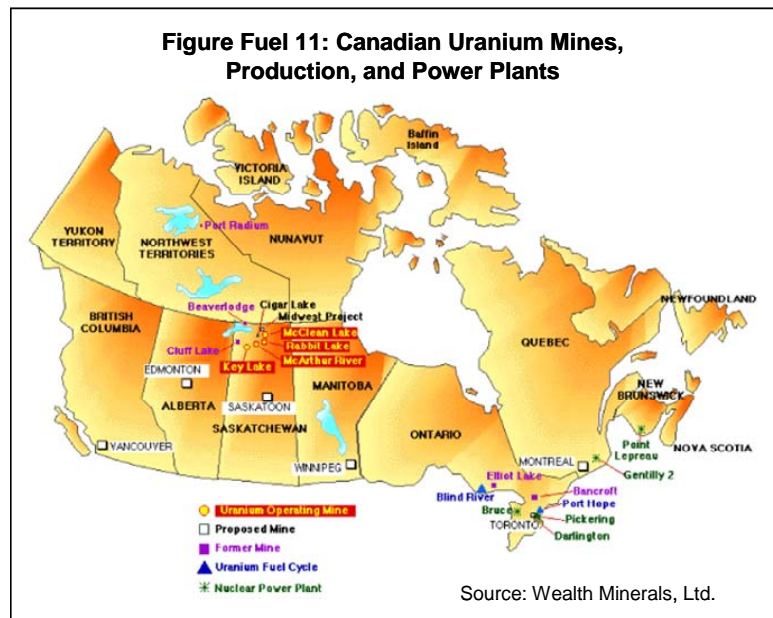 Figure Fuel 11: Canadian Uranium Mines,
Production, and Power Plants
Baffin
Island
VICTORIA
ISLAND
YUKON
TERRITORY
Port Radium
NORTHWEST
TERRITORIES
NUNAVUT
BRITISH
COLUMBIA
Beaverlodge
Cigar Lake
Midwest Project
McClean Lake
Rabbit Lake
McArthur River
Cluff Lake
Key Lake
NEWFOUNDLAND
QUEBEC
EDMONTON
ALBERTA
SASKATOON
SASKATCHEWAN
MANITOBA
NEW
BRUNSWICK
ONTARIO
VANCOUVER
WINNIPEG
MONTREAL
Point
Lepreau
NOVA SCOTIA
Gentilly 2
Elliot Lake
Blind River
Bancroft
Bruce
Port Hope
TORONTO
Pickering
Darlington
Uranium Operating Mine
Proposed Mine
Former Mine
Uranium Fuel Cycle
Nuclear Power Plant
Source: Wealth Minerals, Ltd.